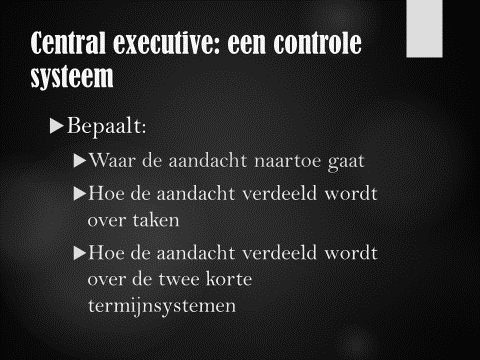 Central executive: een controle
systeem
Bepaalt:
Waar de aandacht naartoe gaat
Hoe de aandacht verdeeld wordt
over taken
Hoe de aandacht verdeeld wordt
over de twee korte
termijnsystemen